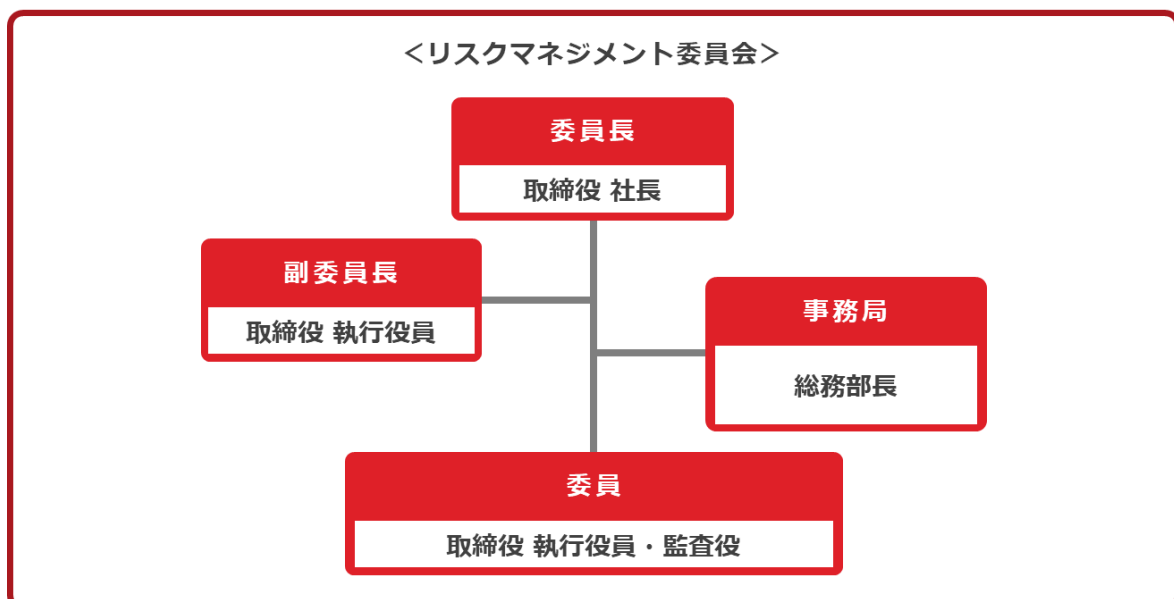 ＜リスクマネジメント委員会＞
委員長
取締役 社長
副委員長
取締役 執行役員
事務局
総務部長
委員
取締役 執行役員・監査役